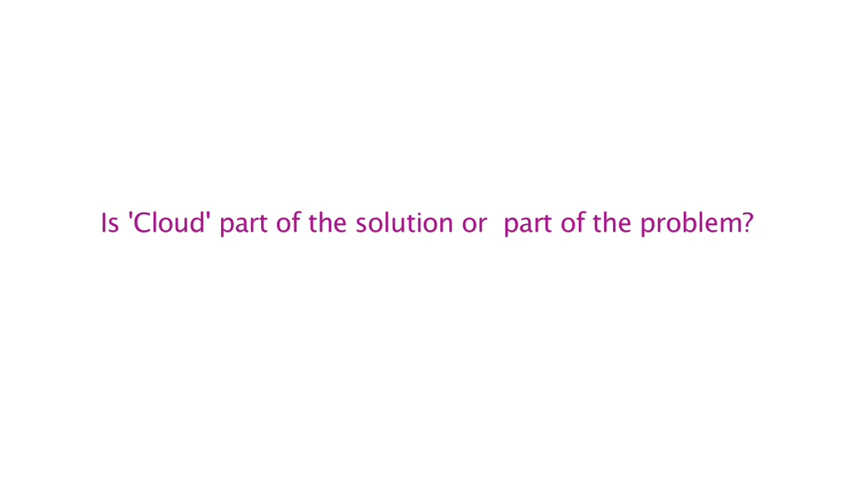 Is 'Cloud' part of the solution or  part of the problem?